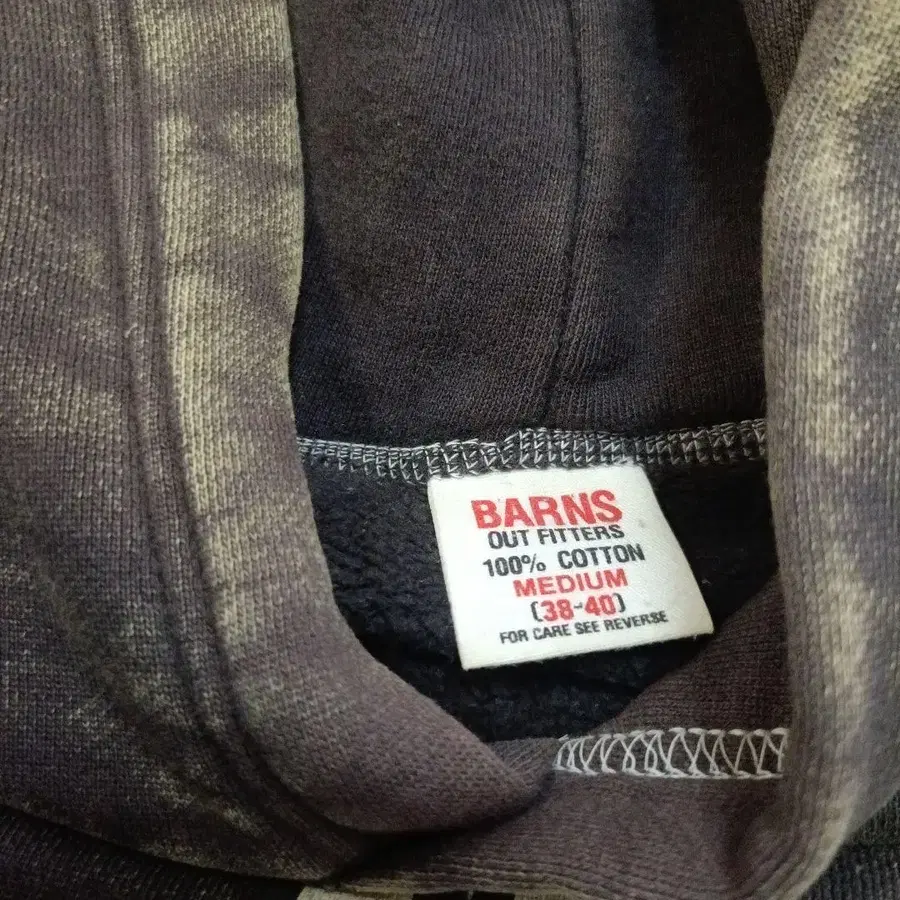 BARNS
OUT FITTERS
100% COTTON
MEDIUM
(38-40)
FOR CARE SEE REVERSE